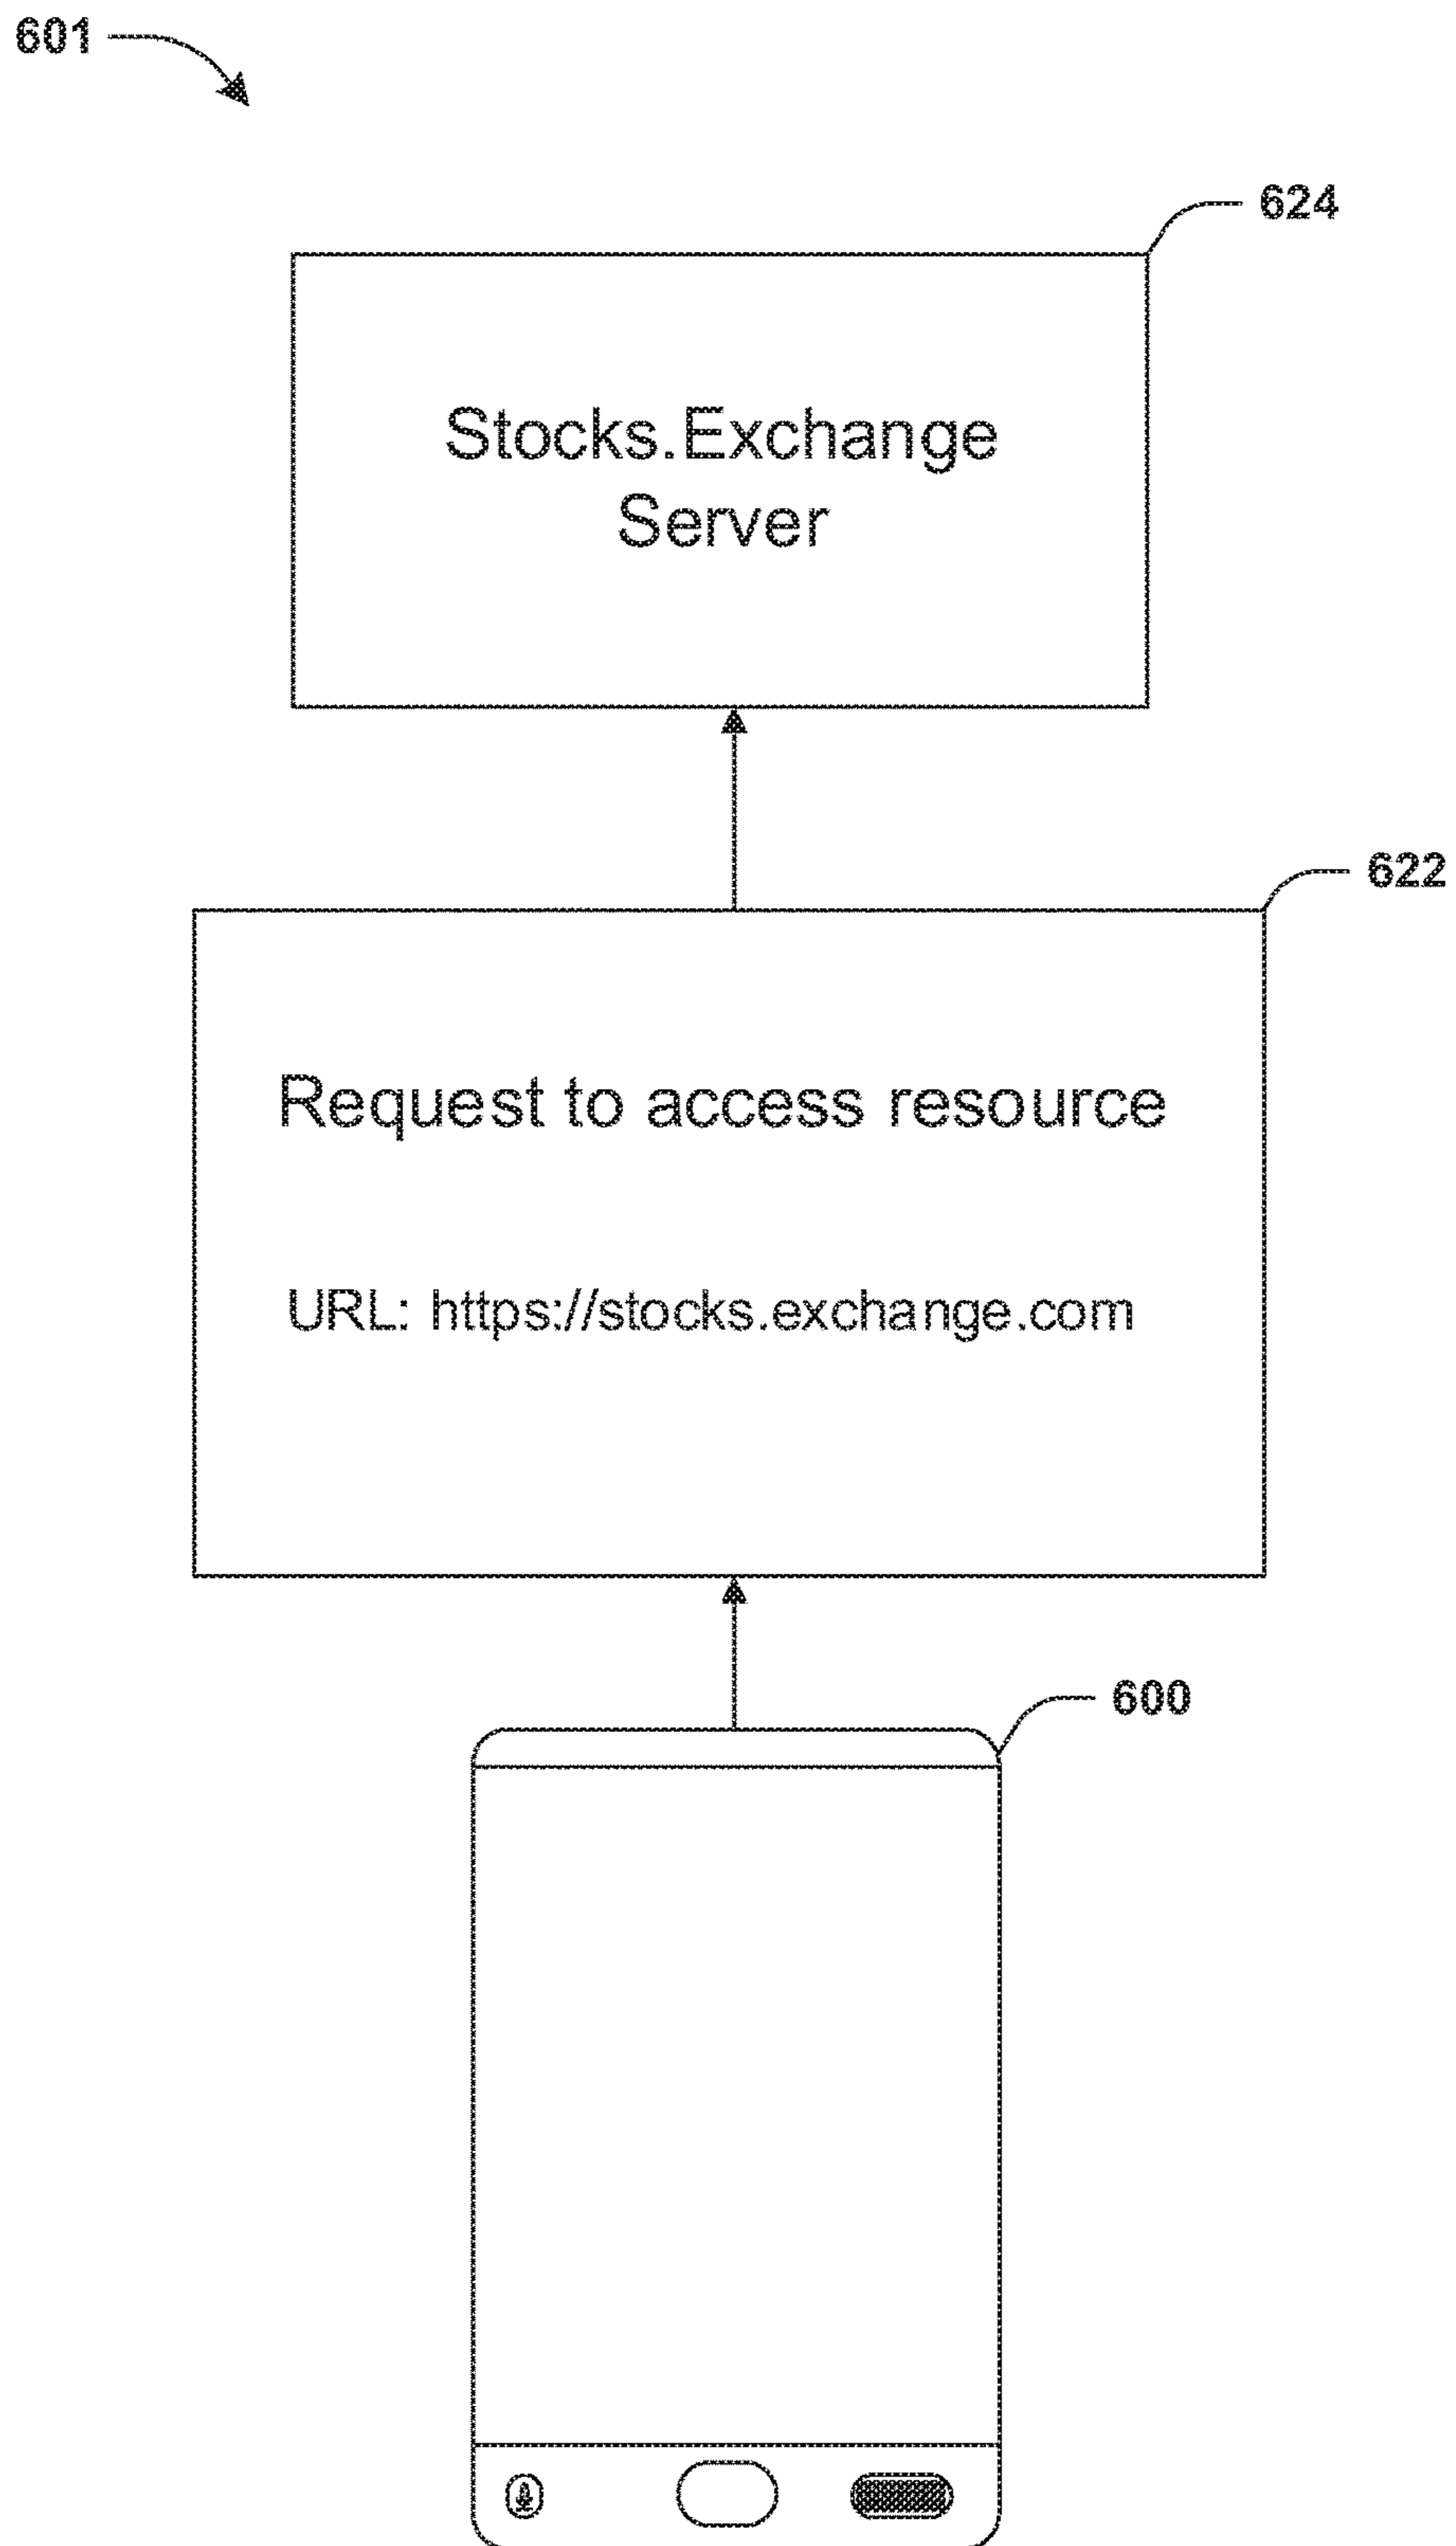 601
624
Stocks.Exchange
Server
622
Request to access resource
URL: https://stocks.exchange.com
600